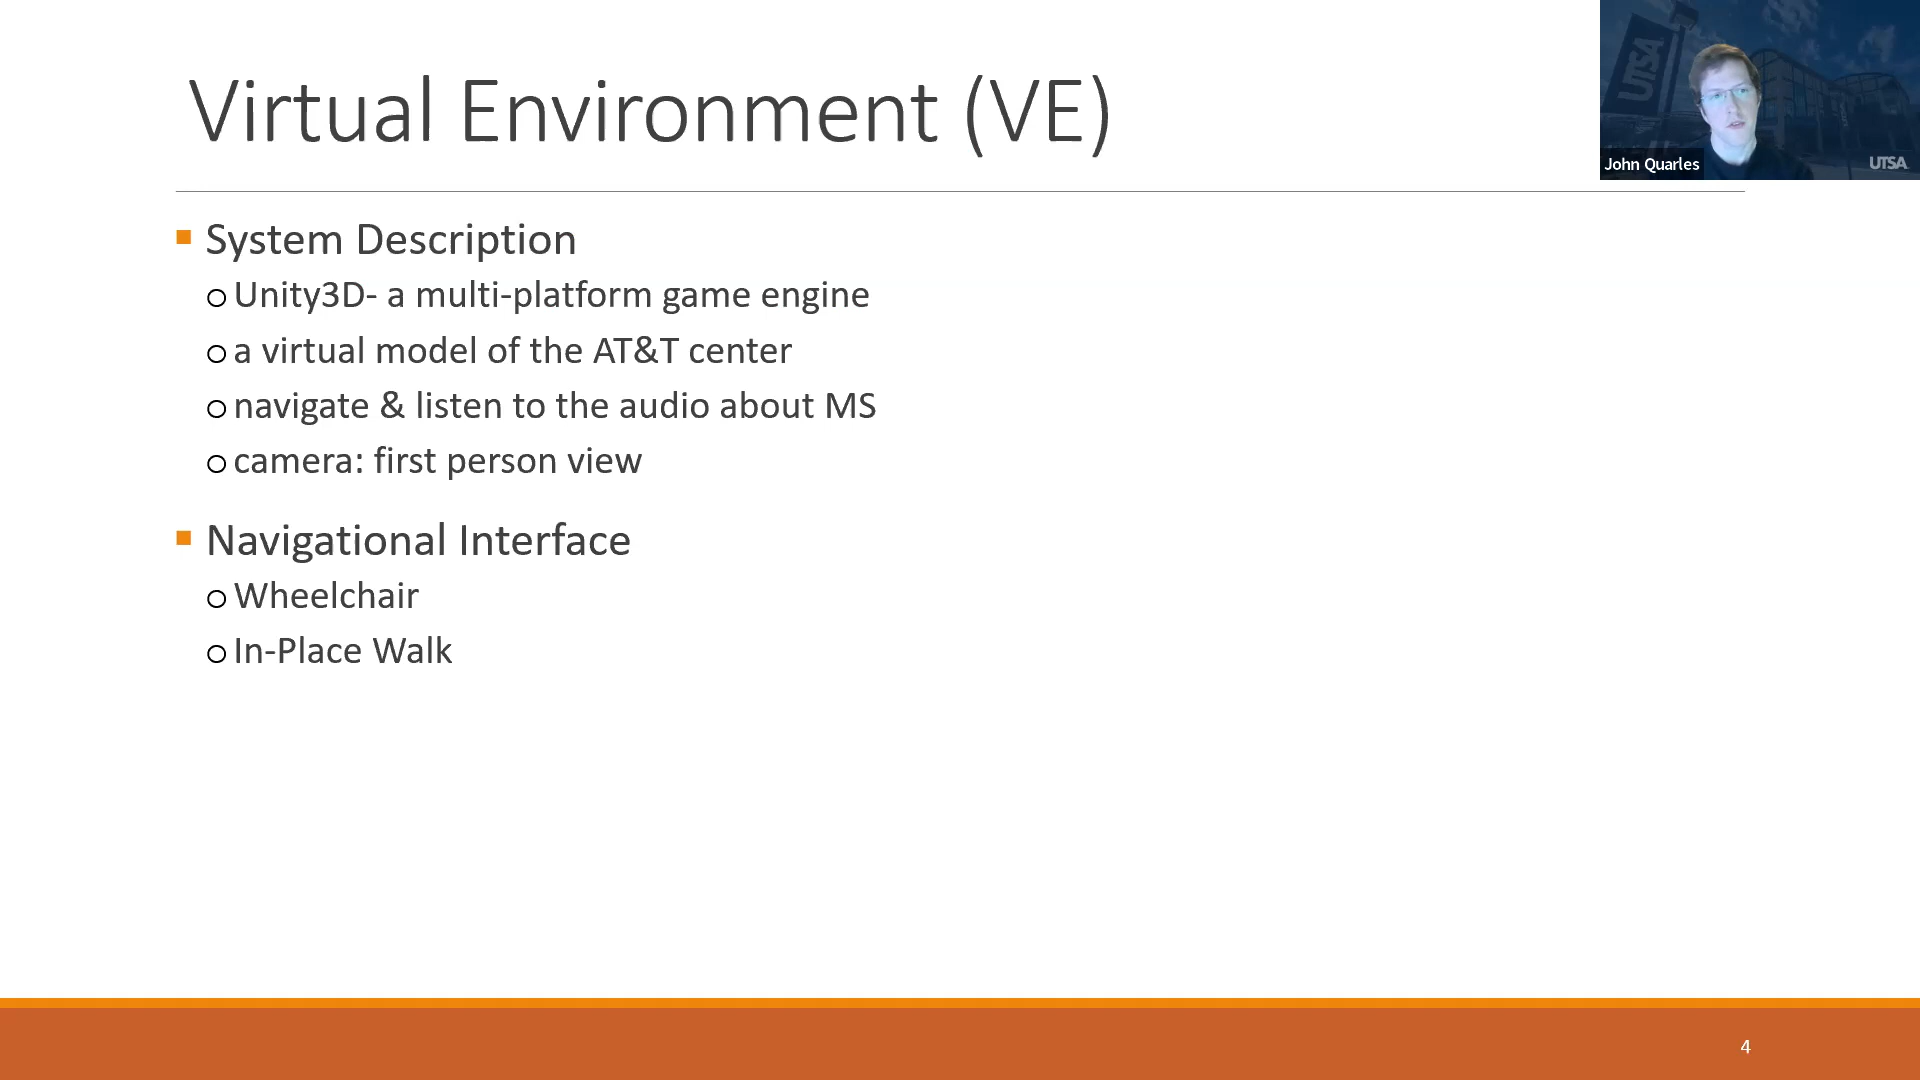 Virtual Environment (VE)
UTSA
John Quarles
UTSA
▪ System Description
o Unity3D- a multi-platform game engine
o a virtual model of the AT&T center
o navigate & listen to the audio about MS
o camera: first person view
▪ Navigational Interface
o Wheelchair
o In-Place Walk
4